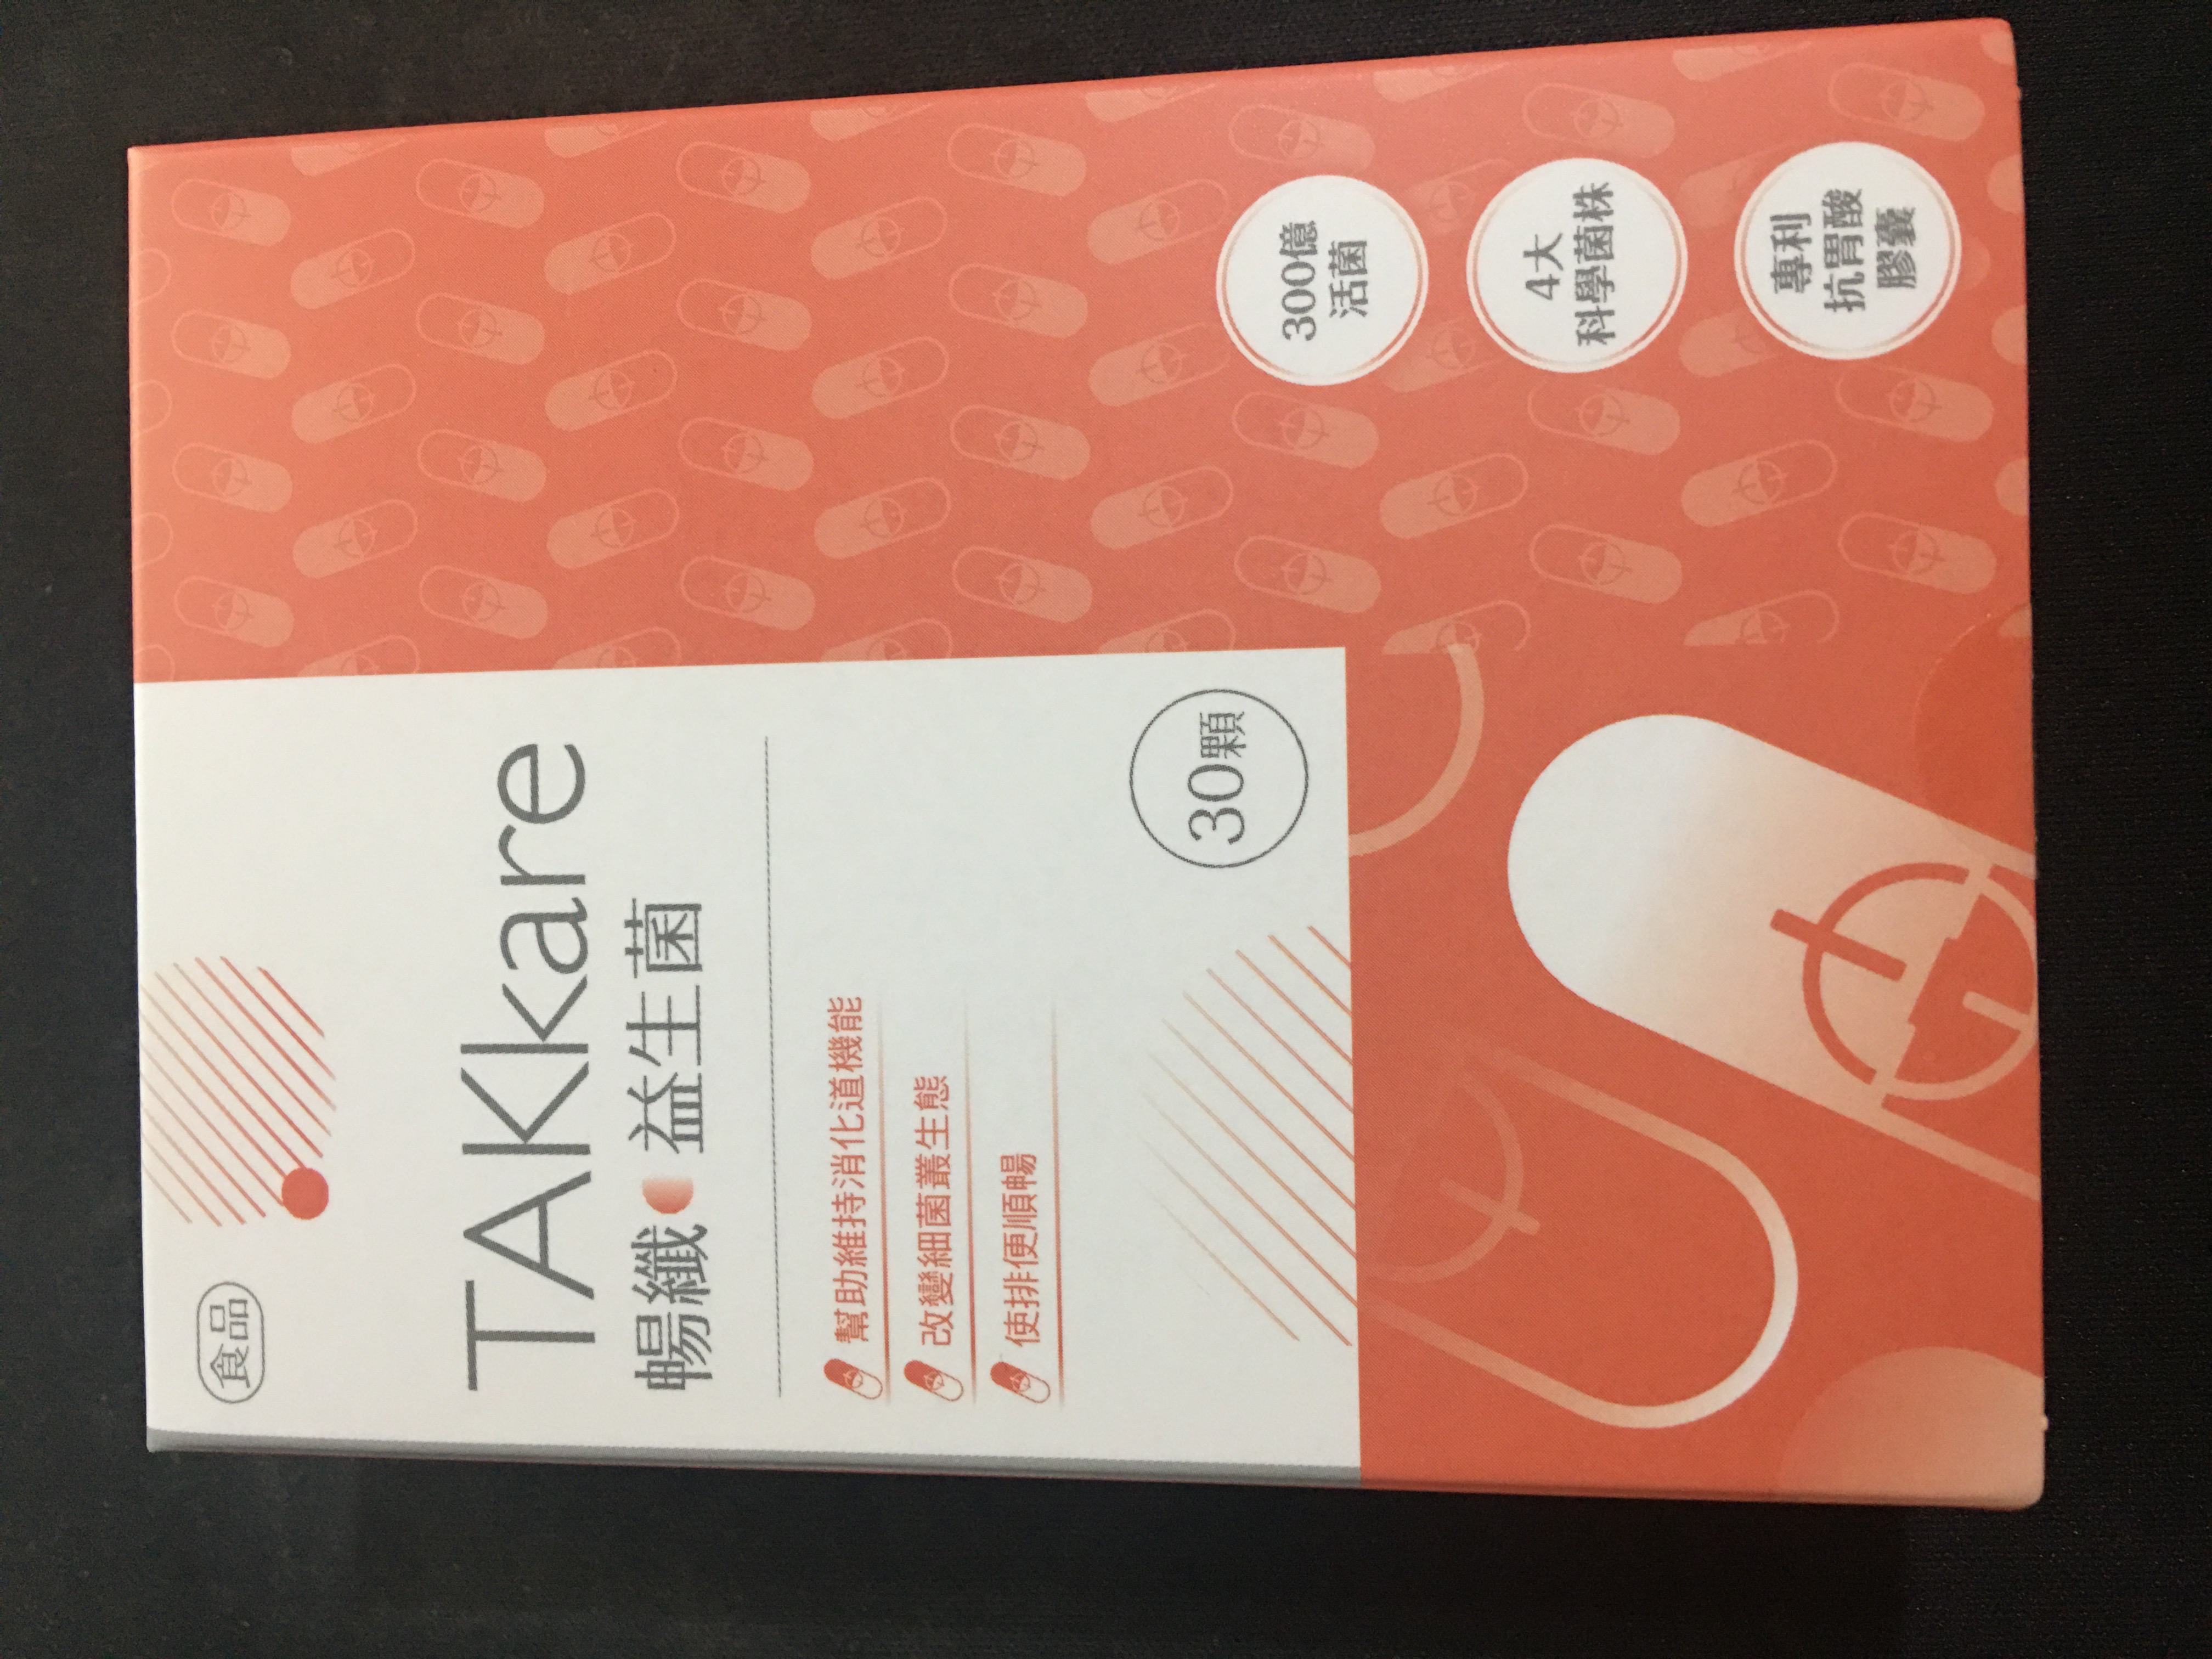 食品
TAKkare
暢纖 • 益生菌
幫助維持消化道機能
改變細菌叢生態
使排便順暢
30顆
300億
活菌
4大
科學菌株
專利
抗胃酸
膠囊